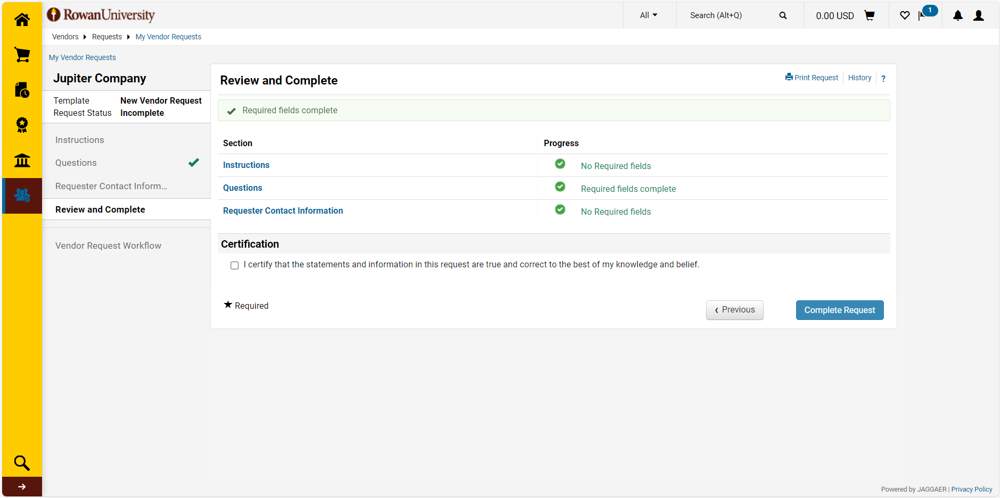 Rowan University
All
Search (Alt+Q)
0.00 USD
1
Vendors Requests My Vendor Requests
My Vendor Requests
Jupiter Company
Template New Vendor Request
Request Status Incomplete
Instructions
Questions
Requester Contact Inform...
Review and Complete
Vendor Request Workflow
Review and Complete
Print Request History ?
Required fields complete
Section Progress
Instructions No Required fields
Questions Required fields complete
Requester Contact Information No Required fields
Certification
I certify that the statements and information in this request are true and correct to the best of my knowledge and belief.
★ Required
‹ Previous
Complete Request
Powered by JAGGAER | Privacy Policy